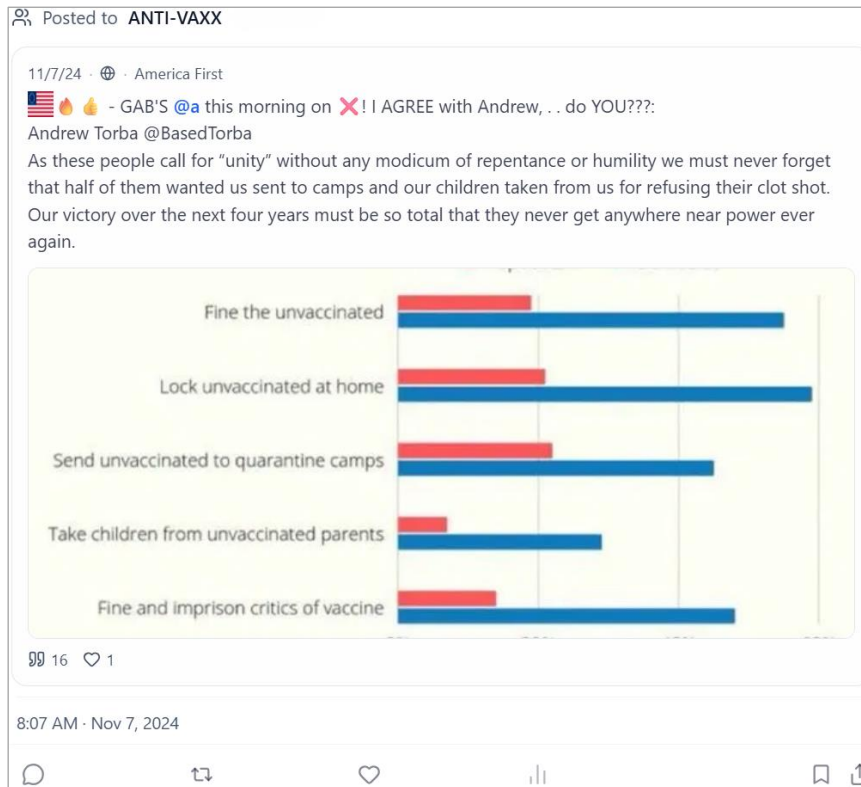 Posted to ANTI-VAXX
11/7/24 · · America First
- GAB'S @a this morning on ❌! I AGREE with Andrew, . . do YOU???:
Andrew Torba @BasedTorba
As these people call for “unity” without any modicum of repentance or humility we must never forget
that half of them wanted us sent to camps and our children taken from us for refusing their clot shot.
Our victory over the next four years must be so total that they never get anywhere near power ever
again.
Fine the unvaccinated
Lock unvaccinated at home
Send unvaccinated to quarantine camps
Take children from unvaccinated parents
Fine and imprison critics of vaccine
16 1
8:07 AM · Nov 7, 2024